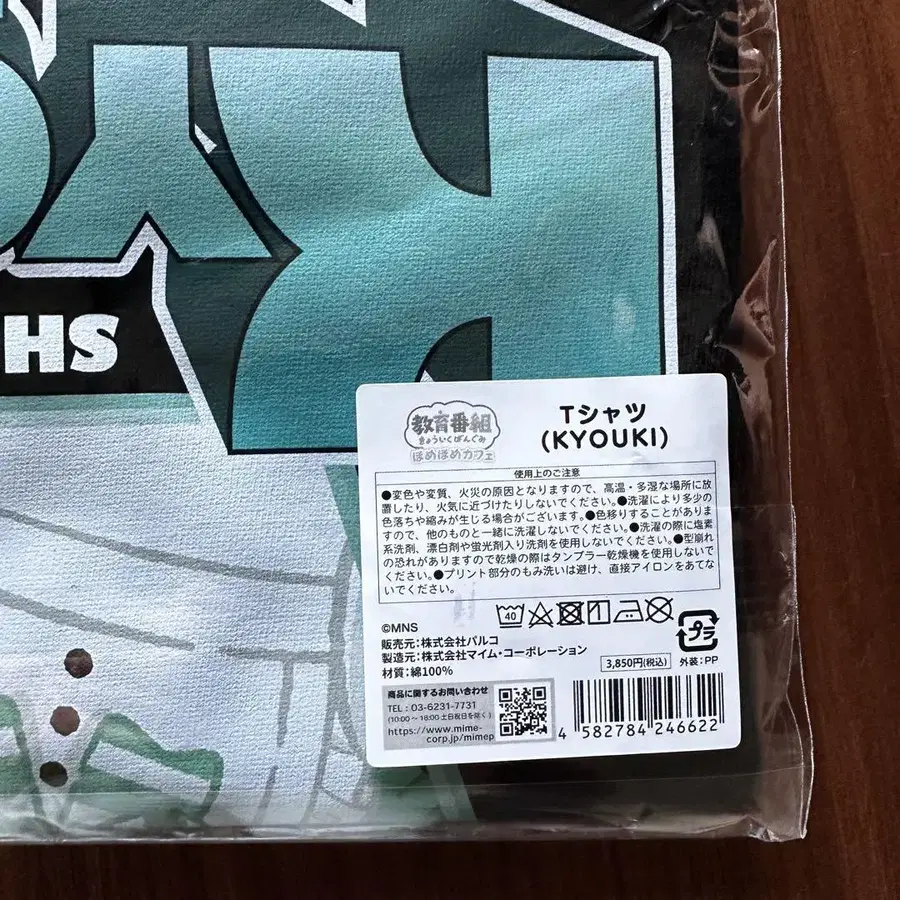 SH
教育番組
きょういくばんぐみ
ほめほめカフェ
Tシャツ
(KYOUKI)
使用上のご注意
●変色や変質、火災の原因となりますので、高温・多湿な場所に放
置したり、火気に近づけたりしないでください。●洗濯により多少の
色落ちや縮みが生じる場合がございます。●色移りすることがありま
すので、他のものと一緒に洗濯しないでください。●洗濯の際に塩素
系洗剤、漂白剤や蛍光剤入り洗剤を使用しないでください。●型崩れ
の恐れがありますので乾燥の際はタンブラー乾燥機を使用しないで
ください。●プリント部分のもみ洗いは避け、直接アイロンをあてな
いでください。
40
©MNS
販売元:株式会社パルコ
製造元:株式会社マイム・コーポレーション
材質:綿100%
3,850円(税込)
プラ
外装:PP
商品に関するお問い合わせ
TEL:03-6231-7731
(10:00〜18:00 土日祝日を除く)
https://www.mime-
corp.jp/mimep
4 582784 246622